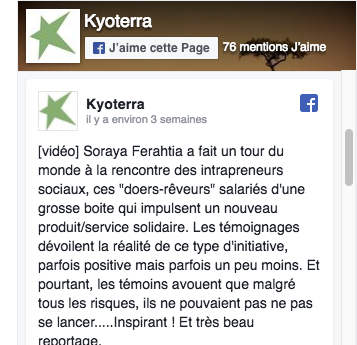 Kyoterra
J'aime cette Page
76 mentions J'aime
Kyoterra
il y a environ 3 semaines
[vidéo] Soraya Ferahtia a fait un tour du
monde à la rencontre des intrapreneurs
sociaux, ces "doers-rêveurs" salariés d'une
grosse boite qui impulsent un nouveau
produit/service solidaire. Les témoignages
dévoilent la réalité de ce type d'initiative,
parfois positive mais parfois un peu moins. Et
pourtant, les témoins avouent que malgré
tous les risques, ils ne pouvaient pas ne pas
se lancer.....Inspirant ! Et très beau
reportage.